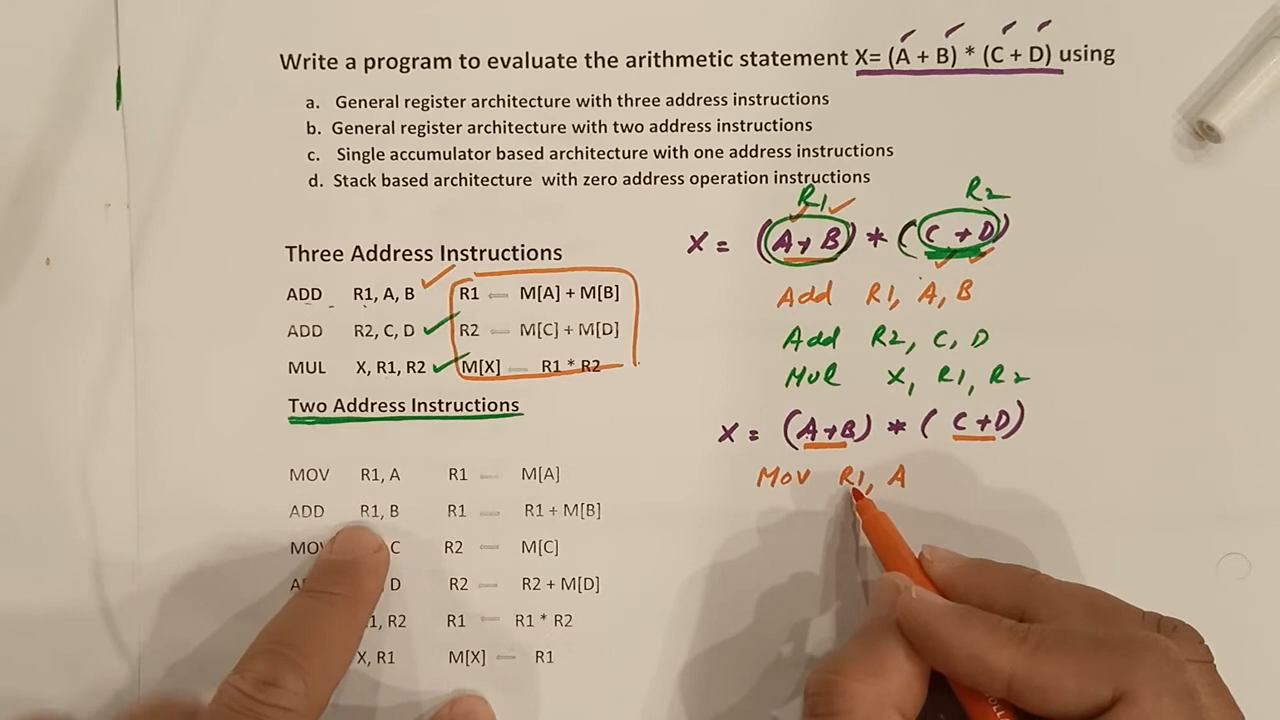 Write a program to evaluate the arithmetic statement X= (A + B) * (C + D) using
a. General register architecture with three address instructions
b. General register architecture with two address instructions
c. Single accumulator based architecture with one address instructions
d. Stack based architecture with zero address operation instructions
R1 R2
X = (A+B) * (C+D)
Three Address Instructions
ADD R1, A, B R1 ⟸ M[A] + M[B]
Add R1, A, B
ADD R2, C, D R2 ⟸ M[C] + M[D]
Add R2, C, D
MUL X, R1, R2 M[X] ⟸ R1 * R2
MUL X, R1, R2
Two Address Instructions
X = (A+B) * (C+D)
MOV R1, A R1 ⟸ M[A]
Mov R1, A
ADD R1, B R1 ⟸ R1 + M[B]
C R2 ⟸ M[C]
D R2 ⟸ R2 + M[D]
R2 R1 ⟸ R1 * R2
X, R1 M[X] ⟸ R1